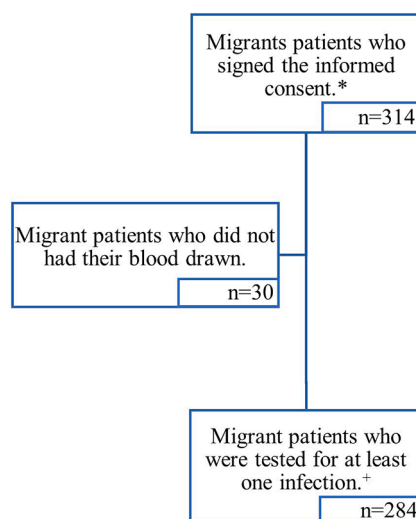 Migrants patients who
signed the informed
consent.*
n=314
Migrant patients who did not
had their blood drawn.
n=30
Migrant patients who
were tested for at least
one infection.⁺
n=284